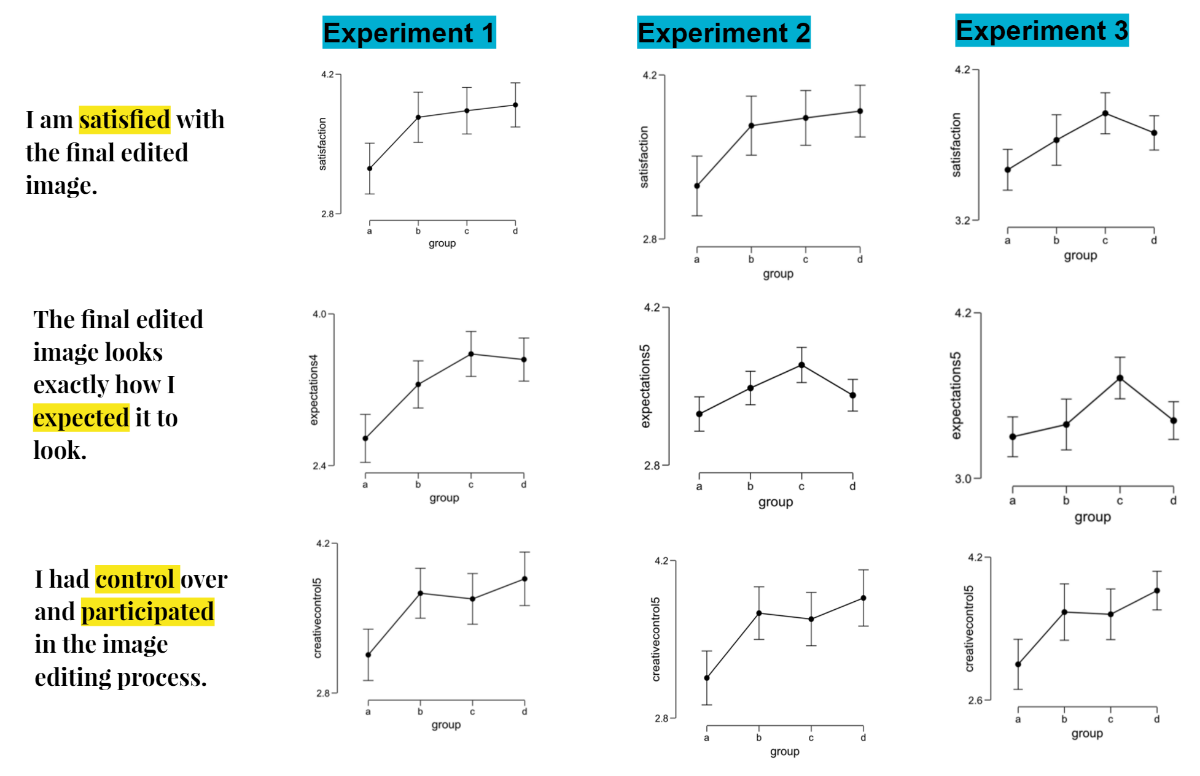 Experiment 1
Experiment 2
Experiment 3
I am satisfied with
the final edited
image.
4.2
satisfaction
2.8
a b c d
group
4.2
satisfaction
2.8
a b c d
group
4.2
satisfaction
3.2
a b c d
group
The final edited
image looks
exactly how I
expected it to
look.
4.0
expectations4
2.4
a b c d
group
4.2
expectations5
2.8
a b c d
group
4.2
expectations5
3.0
a b c d
group
I had control over
and participated
in the image
editing process.
4.2
creativecontrol5
2.8
a b c d
group
4.2
creativecontrol5
2.8
a b c d
group
4.2
creativecontrol5
2.6
a b c d
group